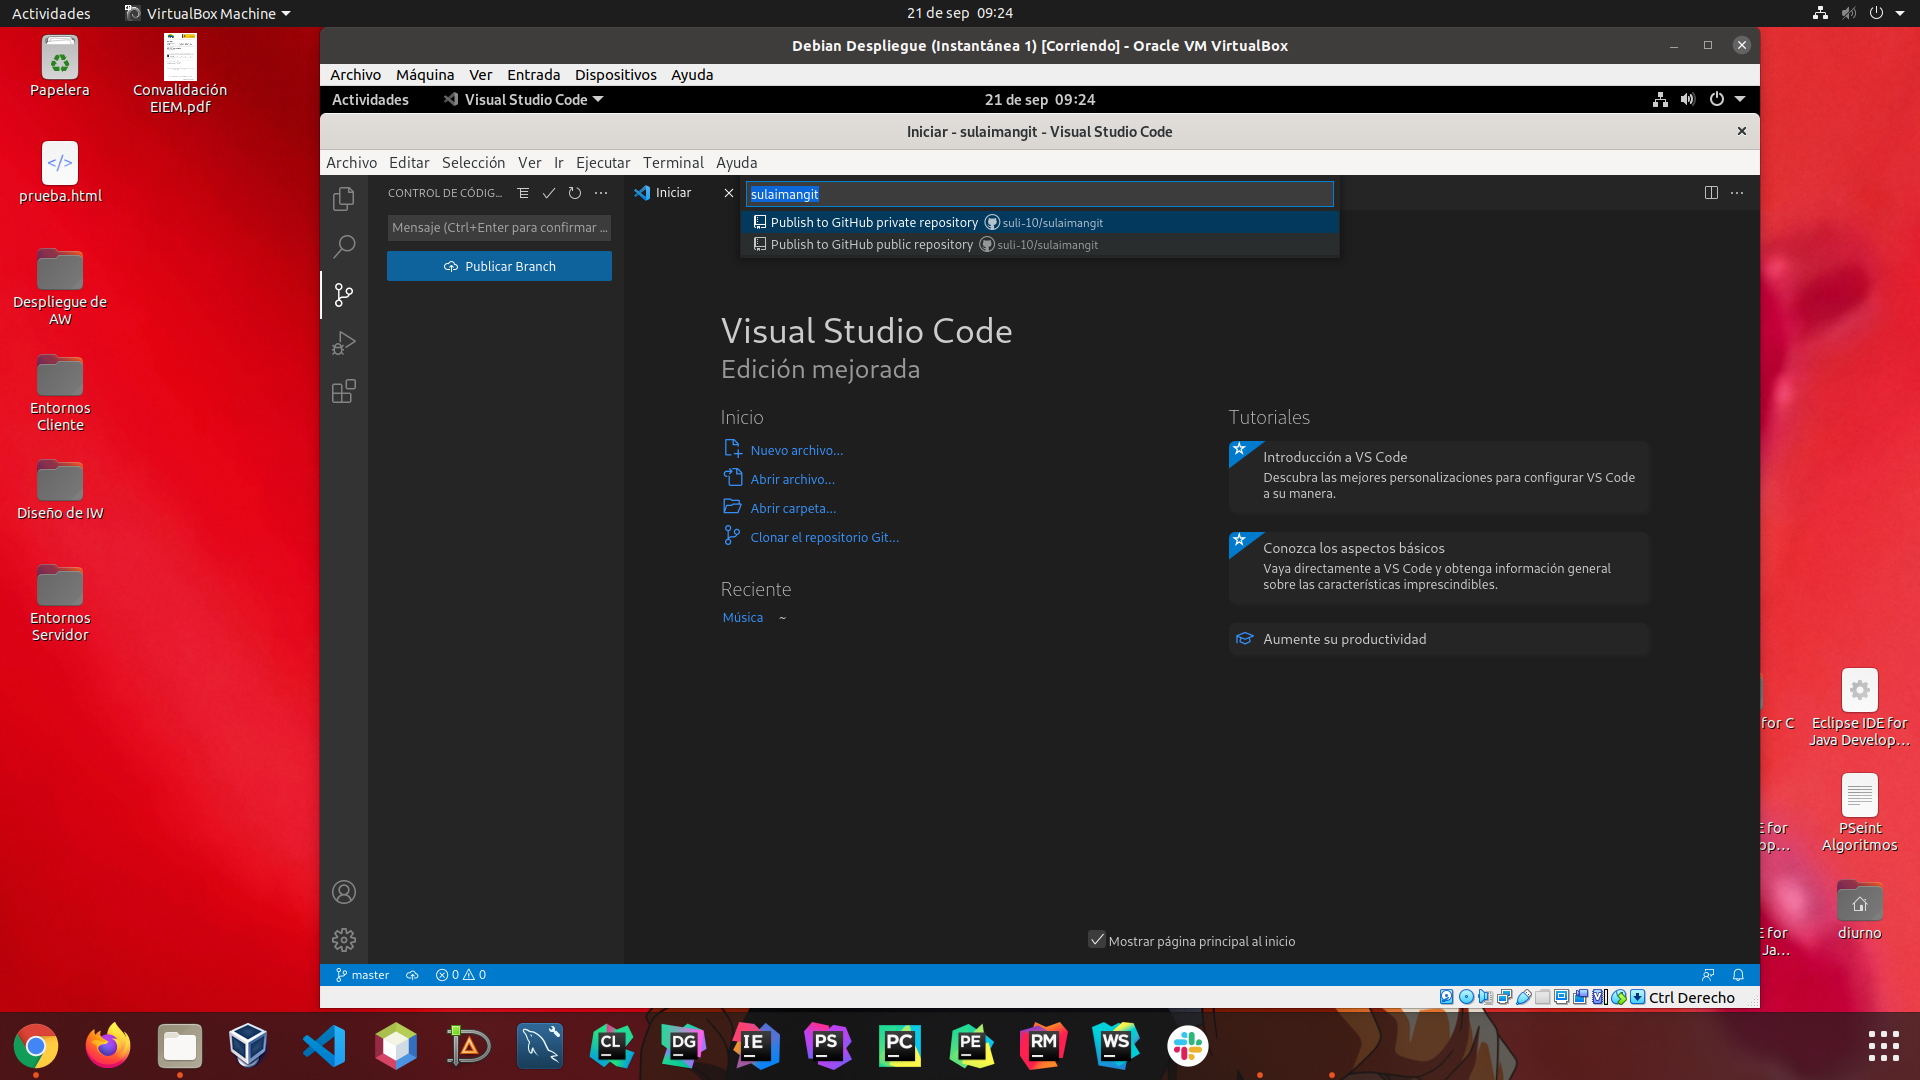 Actividades
VirtualBox Machine
21 de sep 09:24
Papelera
Convalidación
EIEM.pdf
</>
prueba.html
Despliegue de
AW
Entornos
Cliente
Diseño de IW
Entornos
Servidor
Debian Despliegue (Instantánea 1) [Corriendo] - Oracle VM VirtualBox
Archivo Máquina Ver Entrada Dispositivos Ayuda
Actividades
Visual Studio Code
21 de sep 09:24
Iniciar - sulaimangit - Visual Studio Code
Archivo Editar Selección Ver Ir Ejecutar Terminal Ayuda
CONTROL DE CÓDIG...
Mensaje (Ctrl+Enter para confirmar ...
Publicar Branch
Iniciar
sulaimangit
Publish to GitHub private repository suli-10/sulaimangit
Publish to GitHub public repository suli-10/sulaimangit
Visual Studio Code
Edición mejorada
Inicio
Nuevo archivo...
Abrir archivo...
Abrir carpeta...
Clonar el repositorio Git...
Reciente
Música ~
Tutoriales
Introducción a VS Code
Descubra las mejores personalizaciones para configurar VS Code
a su manera.
Conozca los aspectos básicos
Vaya directamente a VS Code y obtenga información general
sobre las características imprescindibles.
Aumente su productividad
Mostrar página principal al inicio
master
0 0
Ctrl Derecho
for C
Eclipse IDE for
Java Develop...
E for
op...
PSeint
Algoritmos
E for
Ja...
diurno
CL
DG
IE
PS
PC
PE
RM
WS